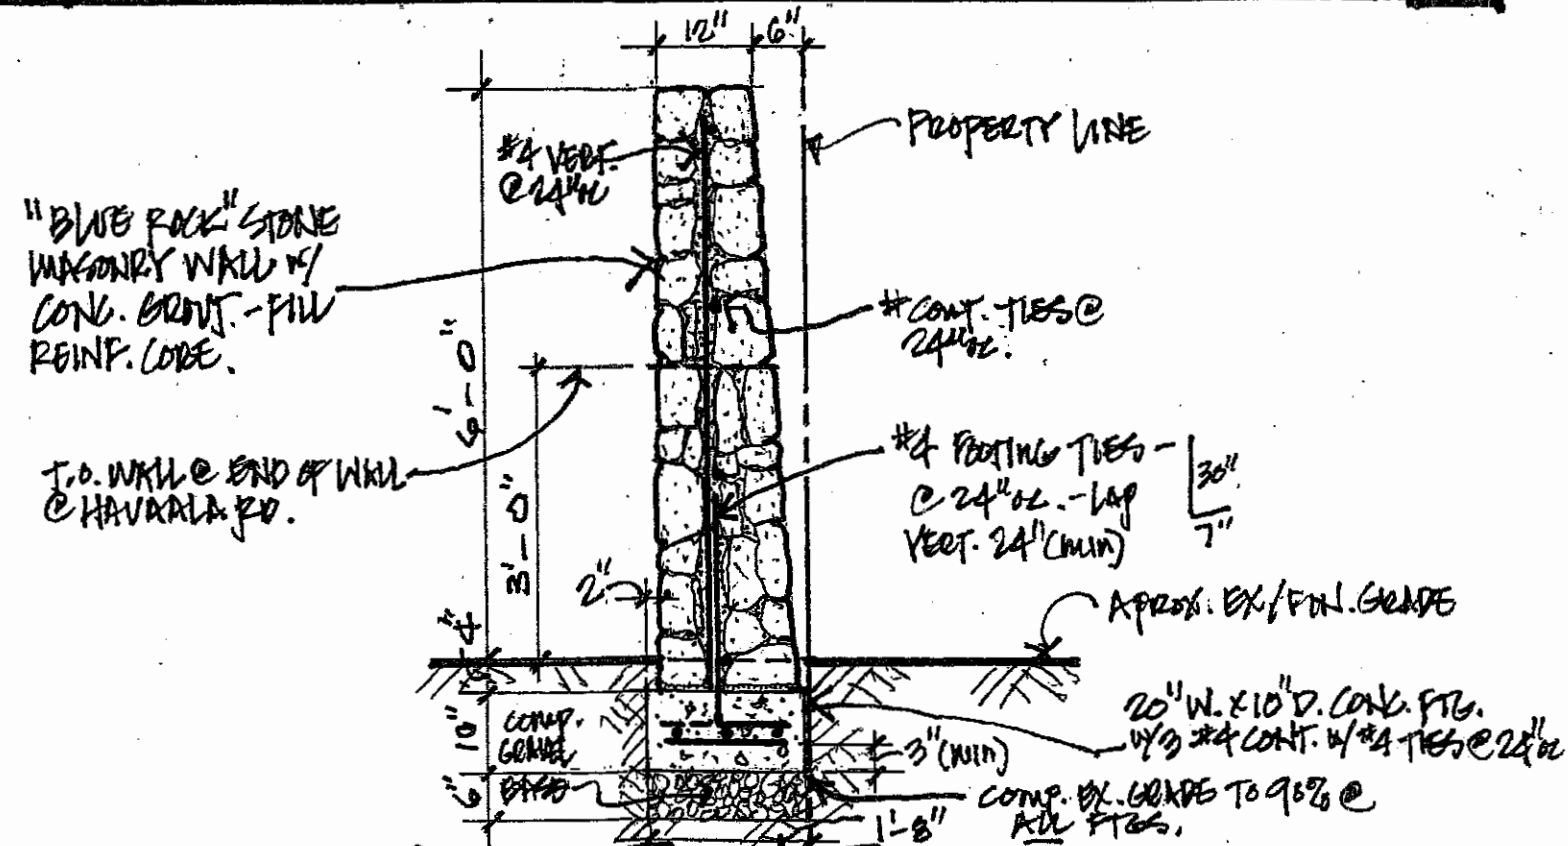 12" 6"
PROPERTY LINE
#4 VERT.
@ 24"oc
"BLUE ROCK" STONE
MASONRY WALL w/
CONC. GROUT.-FILL
REINF. CORE.
# CONT. TIES @
24"oc.
6'-0"
T.O. WALL @ END OF WALL
@ HAUAALA RD.
3'-0"
#4 FOOTING TIES -
@ 24"oc. - LAP
VERT. 24" (MIN)
30"
7"
2"
APROX. EX/FIN. GRADE
4"
20" W. X 10" D. CONC. FTG.
w/3 #4 CONT. w/ #4 TIES @ 24"oc
10"
COMP.
3" (MIN)
6"
BASE
COMP. EX. GRADE TO 90% @
ALL FTGS.
1'-8"